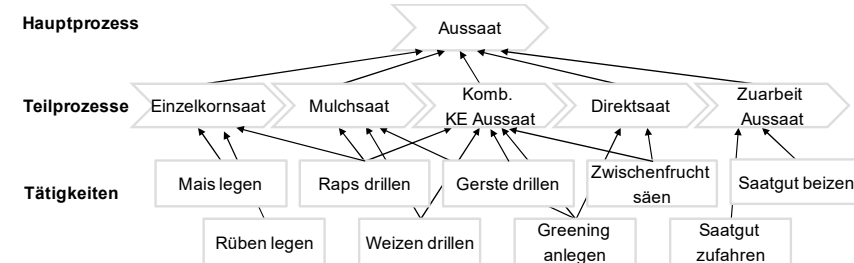 Hauptprozess
Aussaat
Teilprozesse
Einzelkornsaat
Mulchsaat
Komb.
KE Aussaat
Direktsaat
Zuarbeit
Aussaat
Tätigkeiten
Mais legen
Raps drillen
Gerste drillen
Zwischenfrucht
säen
Saatgut beizen
Rüben legen
Weizen drillen
Greening
anlegen
Saatgut
zufahren